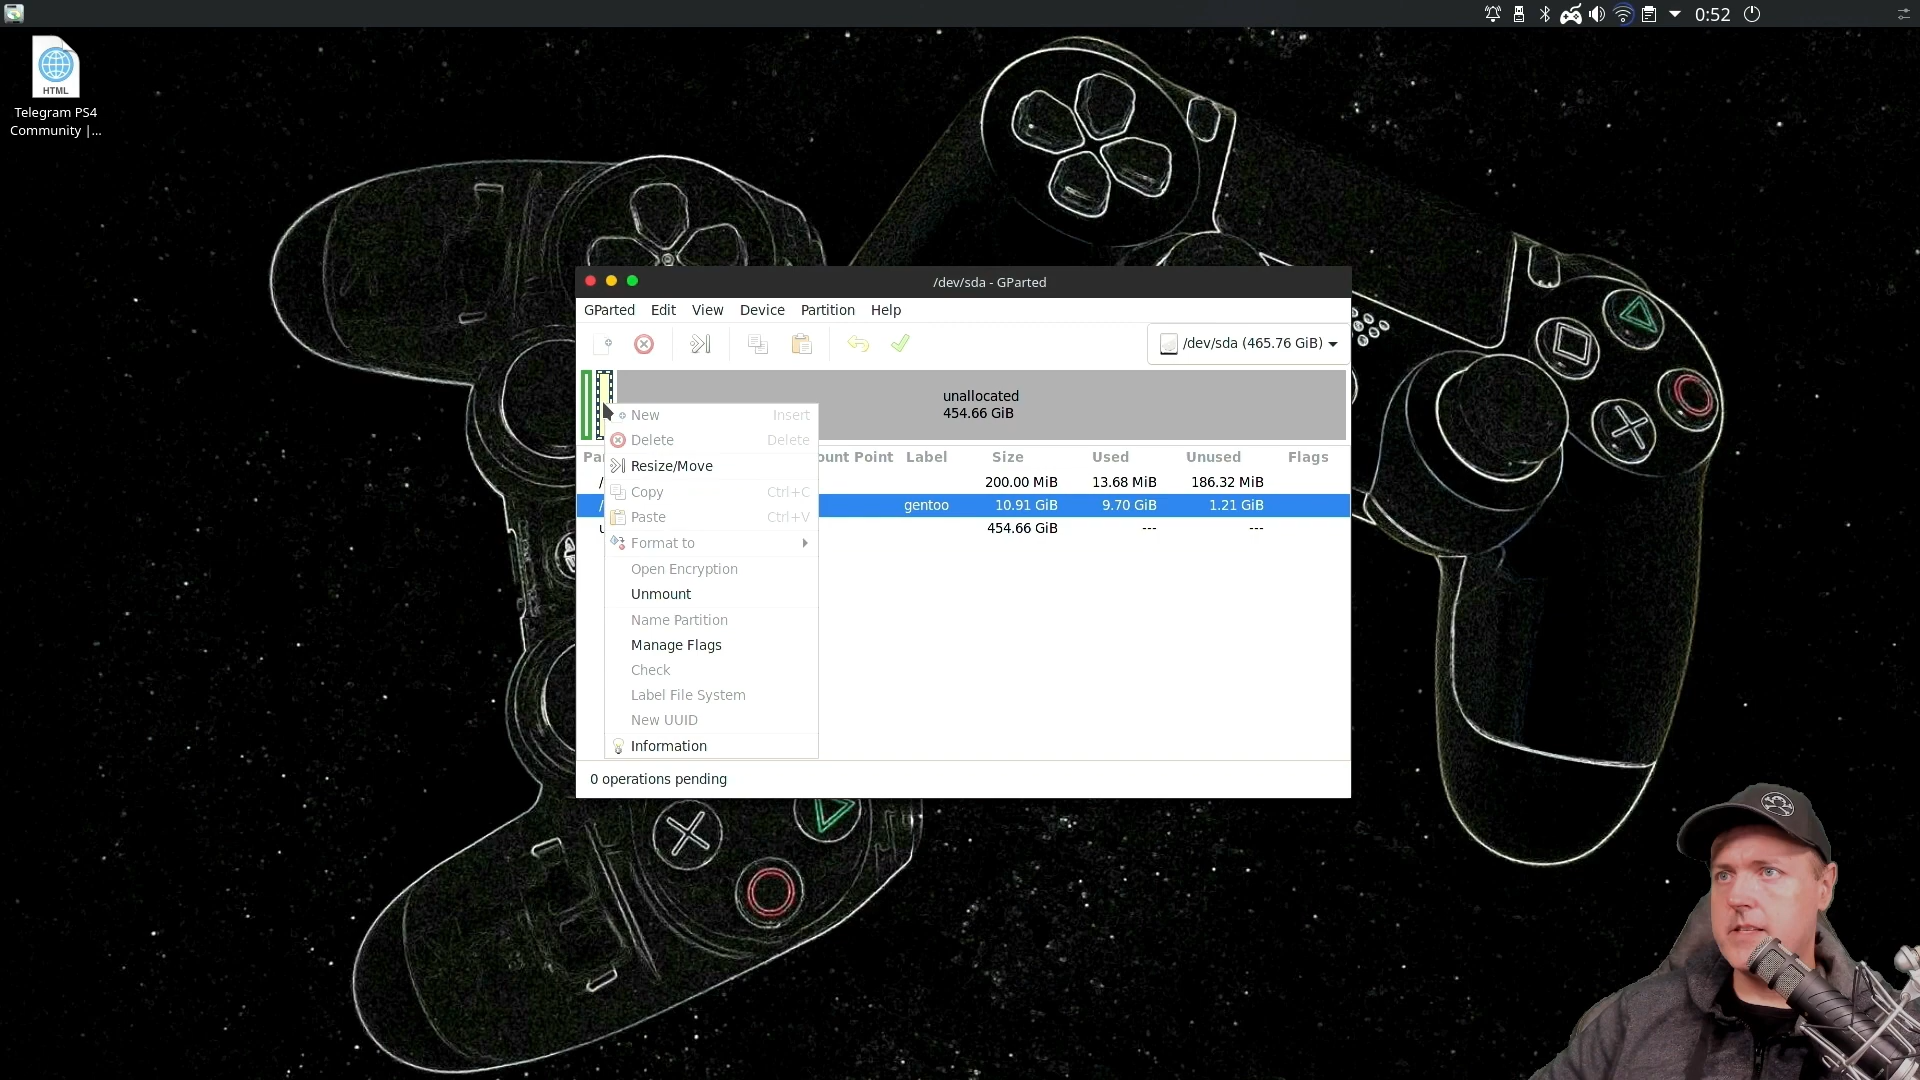 0:52
HTML
Telegram PS4
Community |...
/dev/sda - GParted
GParted Edit View Device Partition Help
/dev/sda (465.76 GiB)
unallocated
454.66 GiB
Label Size Used Unused Flags
200.00 MiB 13.68 MiB 186.32 MiB
gentoo 10.91 GiB 9.70 GiB 1.21 GiB
454.66 GiB --- ---
New Insert
Delete Delete
Resize/Move
Copy Ctrl+C
Paste Ctrl+V
Format to
Open Encryption
Unmount
Name Partition
Manage Flags
Check
Label File System
New UUID
Information
0 operations pending